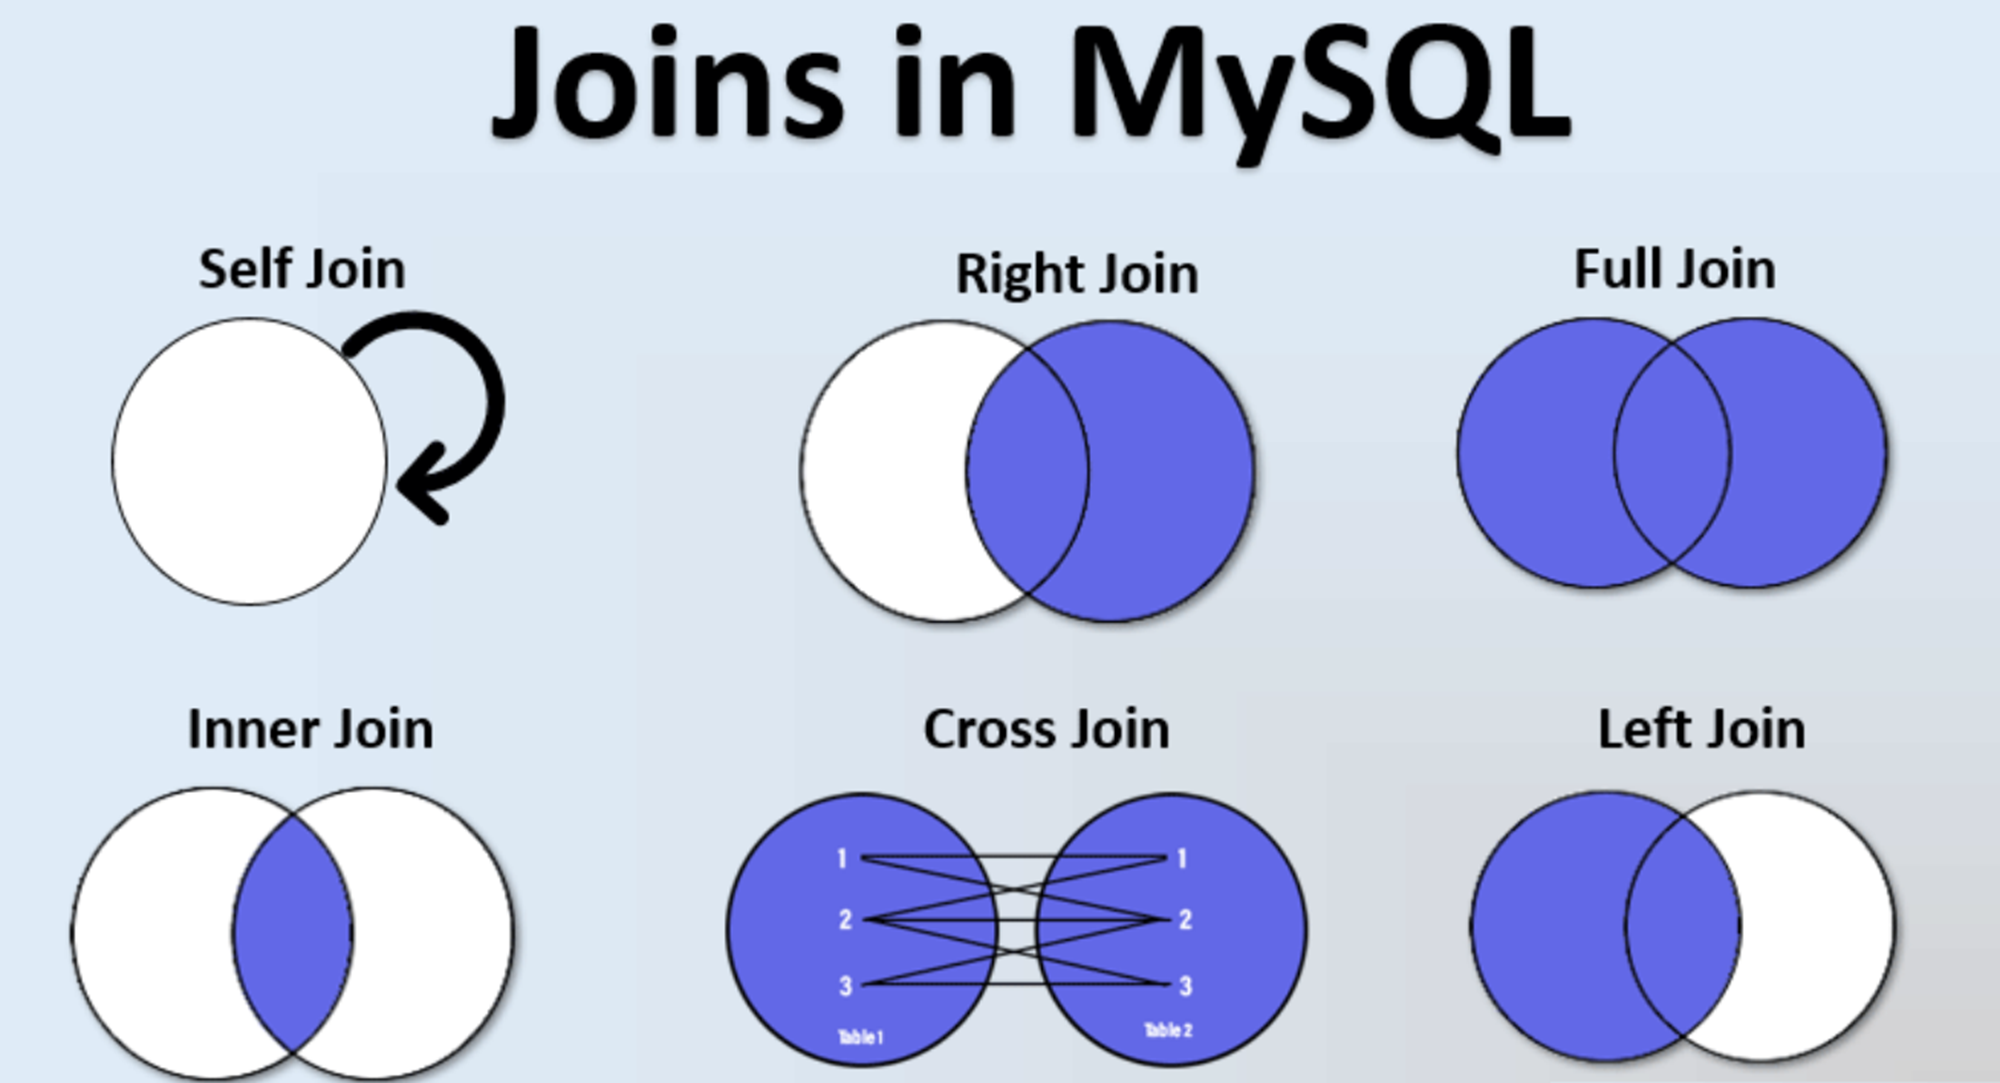 Joins in MySQL
Self Join
Right Join
Full Join
Inner Join
Cross Join
Left Join
1 1
2 2
3 3
Table 1
Table 2